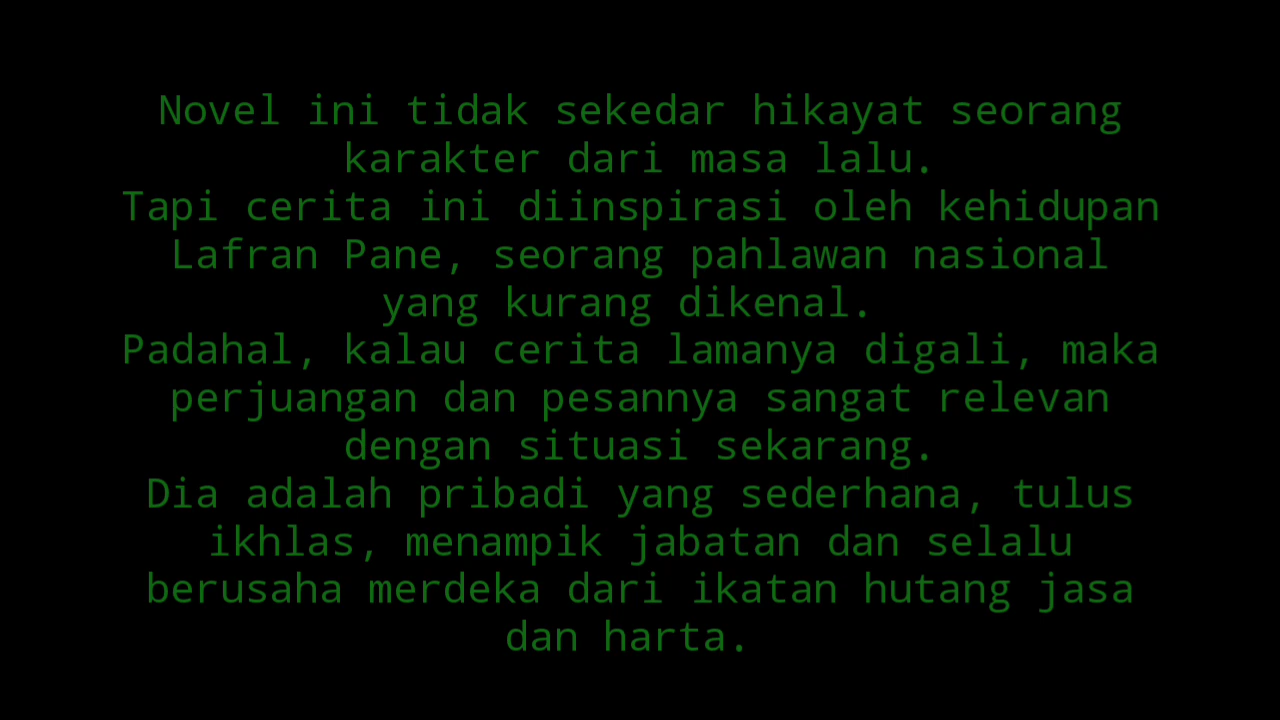 Novel ini tidak sekedar hikayat seorang
karakter dari masa lalu.
Tapi cerita ini diinspirasi oleh kehidupan
Lafran Pane, seorang pahlawan nasional
yang kurang dikenal.
Padahal, kalau cerita lamanya digali, maka
perjuangan dan pesannya sangat relevan
dengan situasi sekarang.
Dia adalah pribadi yang sederhana, tulus
ikhlas, menampik jabatan dan selalu
berusaha merdeka dari ikatan hutang jasa
dan harta.